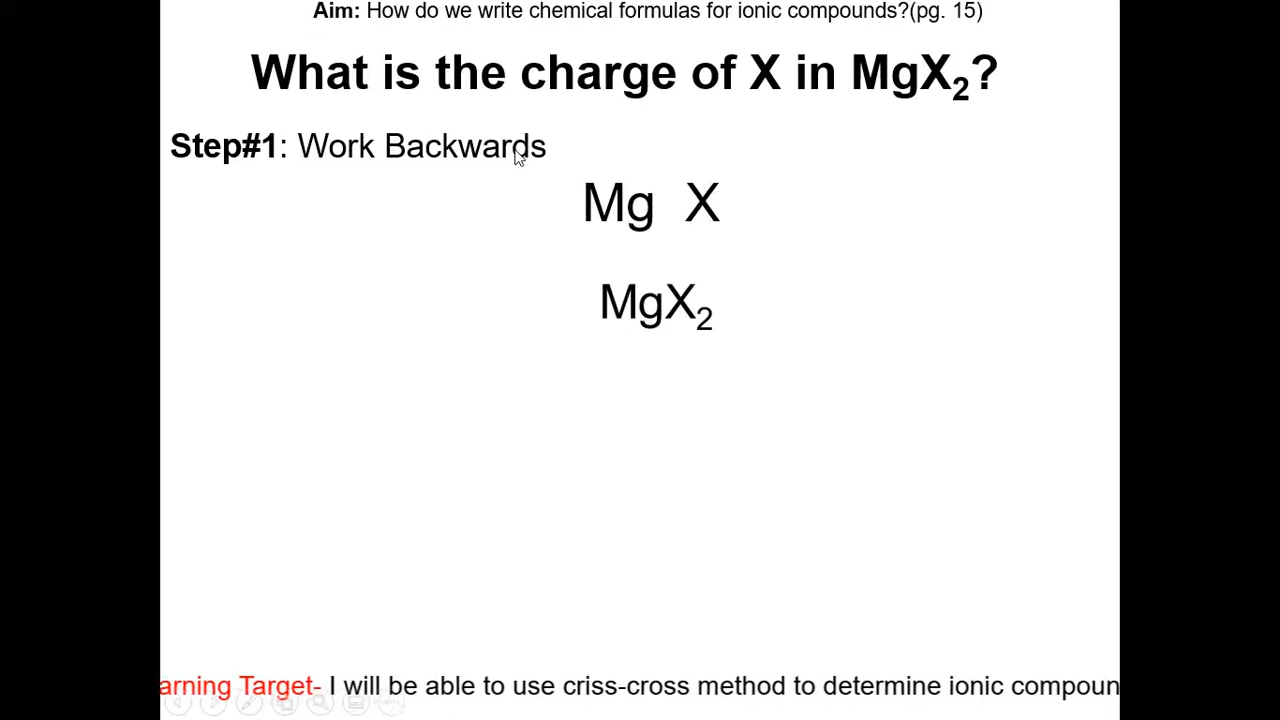 Aim: How do we write chemical formulas for ionic compounds?(pg. 15)
What is the charge of X in MgX₂?
Step#1: Work Backwards
Mg X
MgX₂
arning Target- I will be able to use criss-cross method to determine ionic compoun